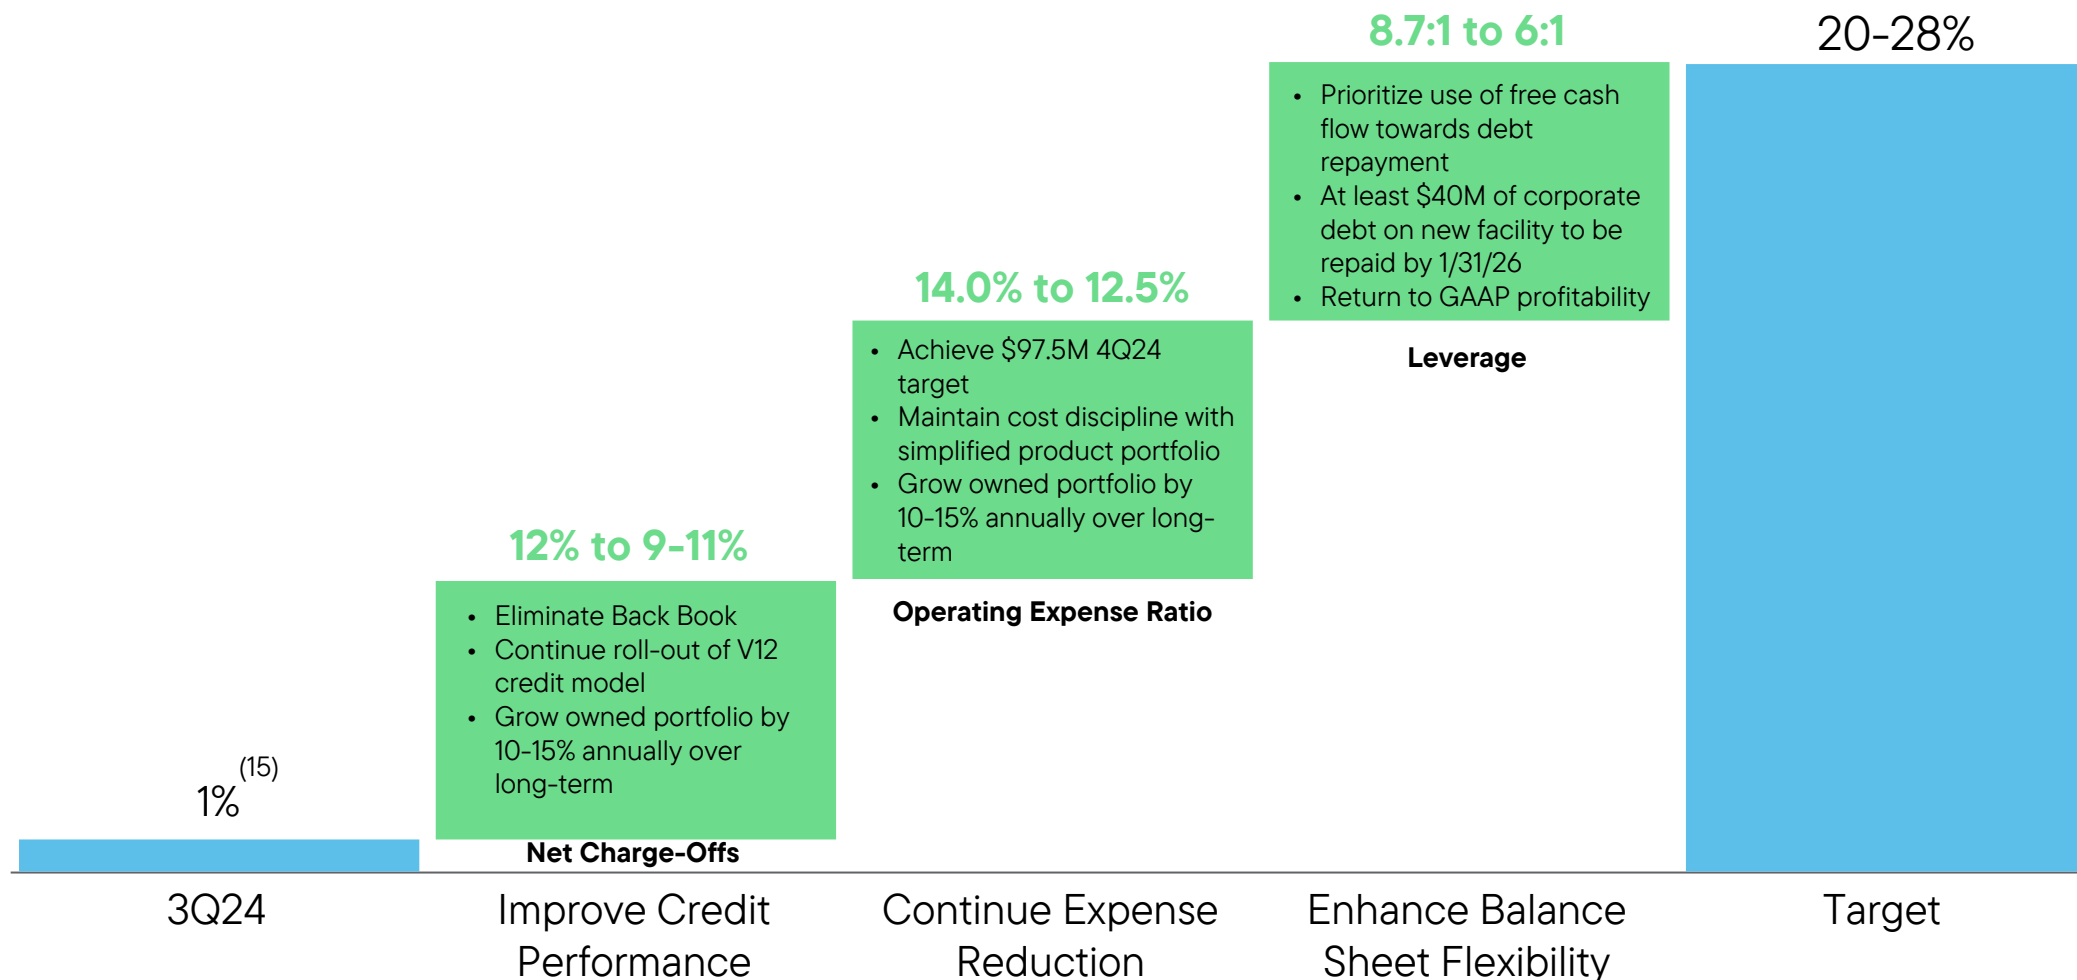 1%(15)
3Q24
12% to 9-11%
• Eliminate Back Book
• Continue roll-out of V12
credit model
• Grow owned portfolio by
10-15% annually over
long-term
Net Charge-Offs
Improve Credit
Performance
14.0% to 12.5%
• Achieve $97.5M 4Q24
target
• Maintain cost discipline with
simplified product portfolio
• Grow owned portfolio by
10-15% annually over long-
term
Operating Expense Ratio
Continue Expense
Reduction
8.7:1 to 6:1
• Prioritize use of free cash
flow towards debt
repayment
• At least $40M of corporate
debt on new facility to be
repaid by 1/31/26
• Return to GAAP profitability
Leverage
Enhance Balance
Sheet Flexibility
20-28%
Target